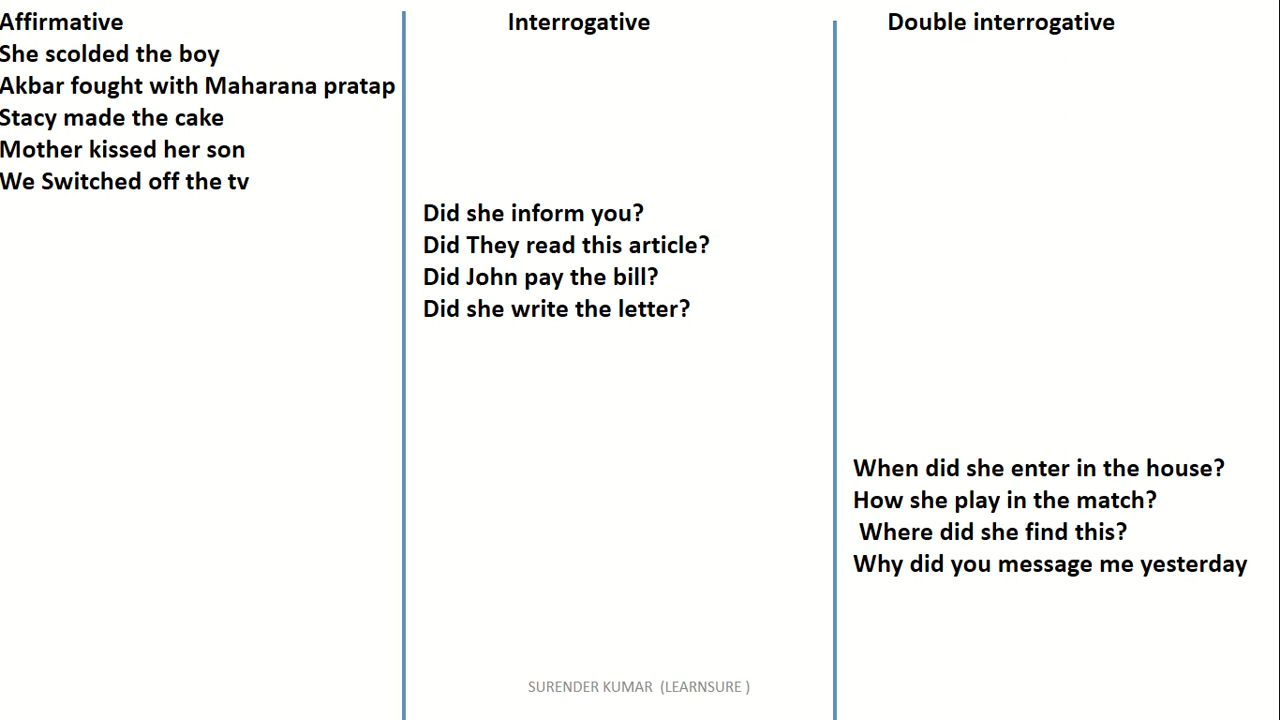 Affirmative
She scolded the boy
Akbar fought with Maharana pratap
Stacy made the cake
Mother kissed her son
We Switched off the tv
Interrogative
Did she inform you?
Did They read this article?
Did John pay the bill?
Did she write the letter?
Double interrogative
When did she enter in the house?
How she play in the match?
Where did she find this?
Why did you message me yesterday
SURENDER KUMAR (LEARNSURE )